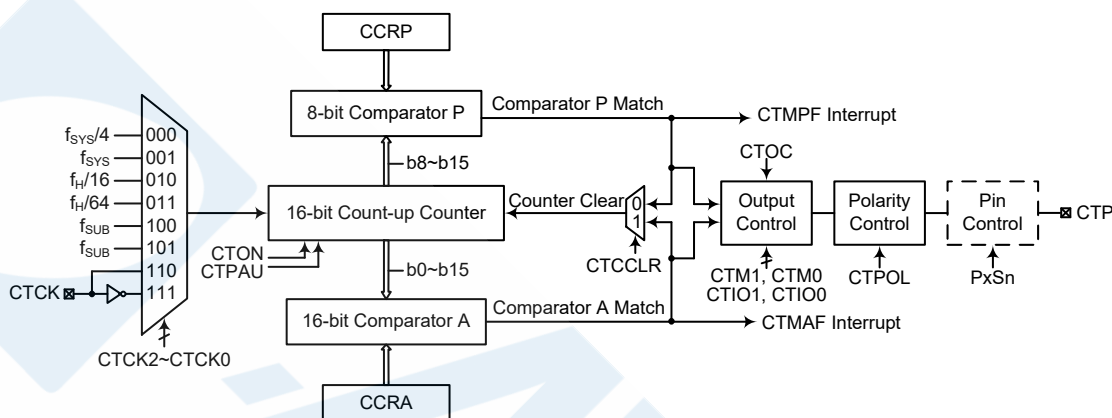 CCRP
8-bit Comparator P
Comparator P Match
CTMPF Interrupt
b8~b15
fSYS/4
000
fSYS
001
fH/16
010
fH/64
011
fSUB
100
fSUB
101
110
111
CTCK
CTCK2~CTCK0
16-bit Count-up Counter
CTON
CTPAU
Counter Clear
0
1
CTCCLR
CTOC
Output
Control
CTM1, CTM0
CTIO1, CTIO0
Polarity
Control
CTPOL
Pin
Control
PxSn
CTP
b0~b15
16-bit Comparator A
Comparator A Match
CTMAF Interrupt
CCRA